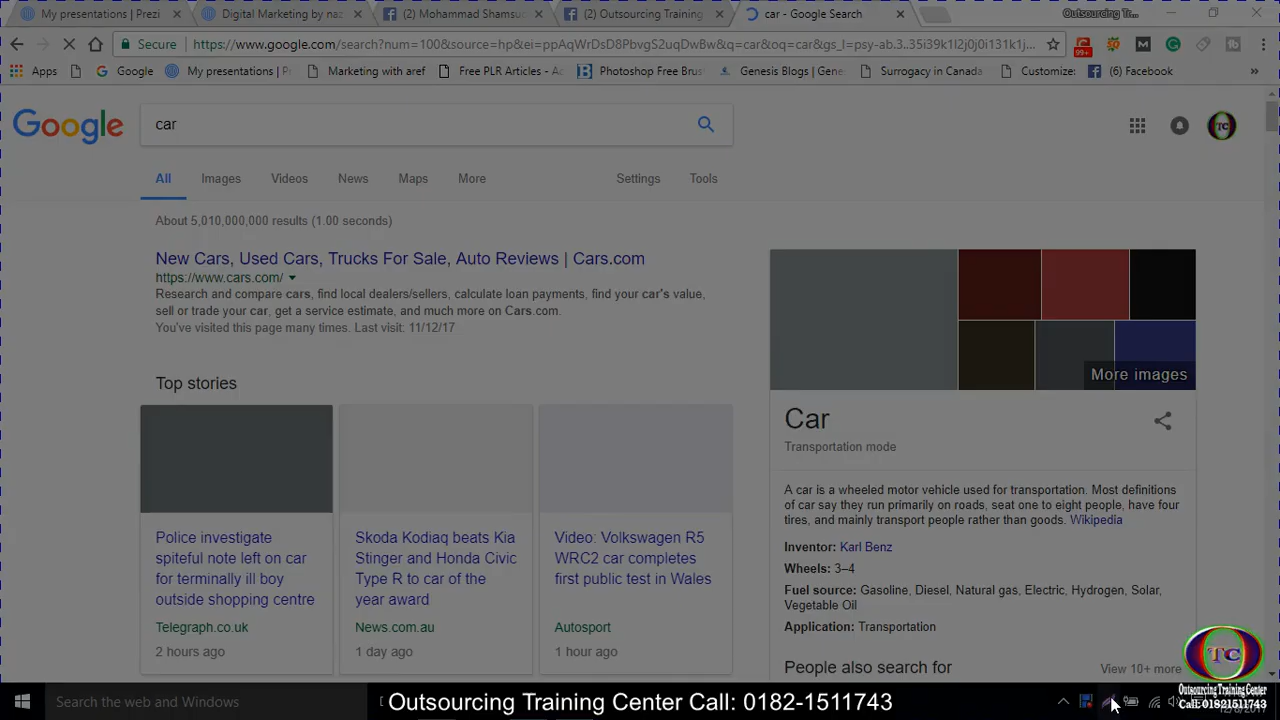 My presentations | Prezi
Digital Marketing by naz
(2) Mohammad Shamsuc
(2) Outsourcing Training
car - Google Search
Outsourcing Tr...
Secure
https://www.google.com/search?num=100&source=hp&ei=ppAqWrDsD8PbvgS2uqDwBw&q=car&oq=car&gs_l=psy-ab.3..35i39k1l2j0j0i131k1j...
99+
Apps
Google
My presentations | P
Marketing with aref
Free PLR Articles - A
Photoshop Free Brus
Genesis Blogs | Gene
Surrogacy in Canada
Customize:
(6) Facebook
»
Google
car
TC
All
Images
Videos
News
Maps
More
Settings
Tools
About 5,010,000,000 results (1.00 seconds)
New Cars, Used Cars, Trucks For Sale, Auto Reviews | Cars.com
https://www.cars.com/
Research and compare cars, find local dealers/sellers, calculate loan payments, find your car's value,
sell or trade your car, get a service estimate, and much more on Cars.com.
You've visited this page many times. Last visit: 11/12/17
More images
Top stories
Car
Transportation mode
A car is a wheeled motor vehicle used for transportation. Most definitions
of car say they run primarily on roads, seat one to eight people, have four
tires, and mainly transport people rather than goods. Wikipedia
Police investigate
spiteful note left on car
for terminally ill boy
outside shopping centre
Telegraph.co.uk
2 hours ago
Skoda Kodiaq beats Kia
Stinger and Honda Civic
Type R to car of the
year award
News.com.au
1 day ago
Video: Volkswagen R5
WRC2 car completes
first public test in Wales
Autosport
1 hour ago
Inventor: Karl Benz
Wheels: 3–4
Fuel source: Gasoline, Diesel, Natural gas, Electric, Hydrogen, Solar,
Vegetable Oil
Application: Transportation
People also search for
View 10+ more
TC
Outsourcing Training Center
Call:01821511743
Search the web and Windows
Outsourcing Training Center Call: 0182-1511743